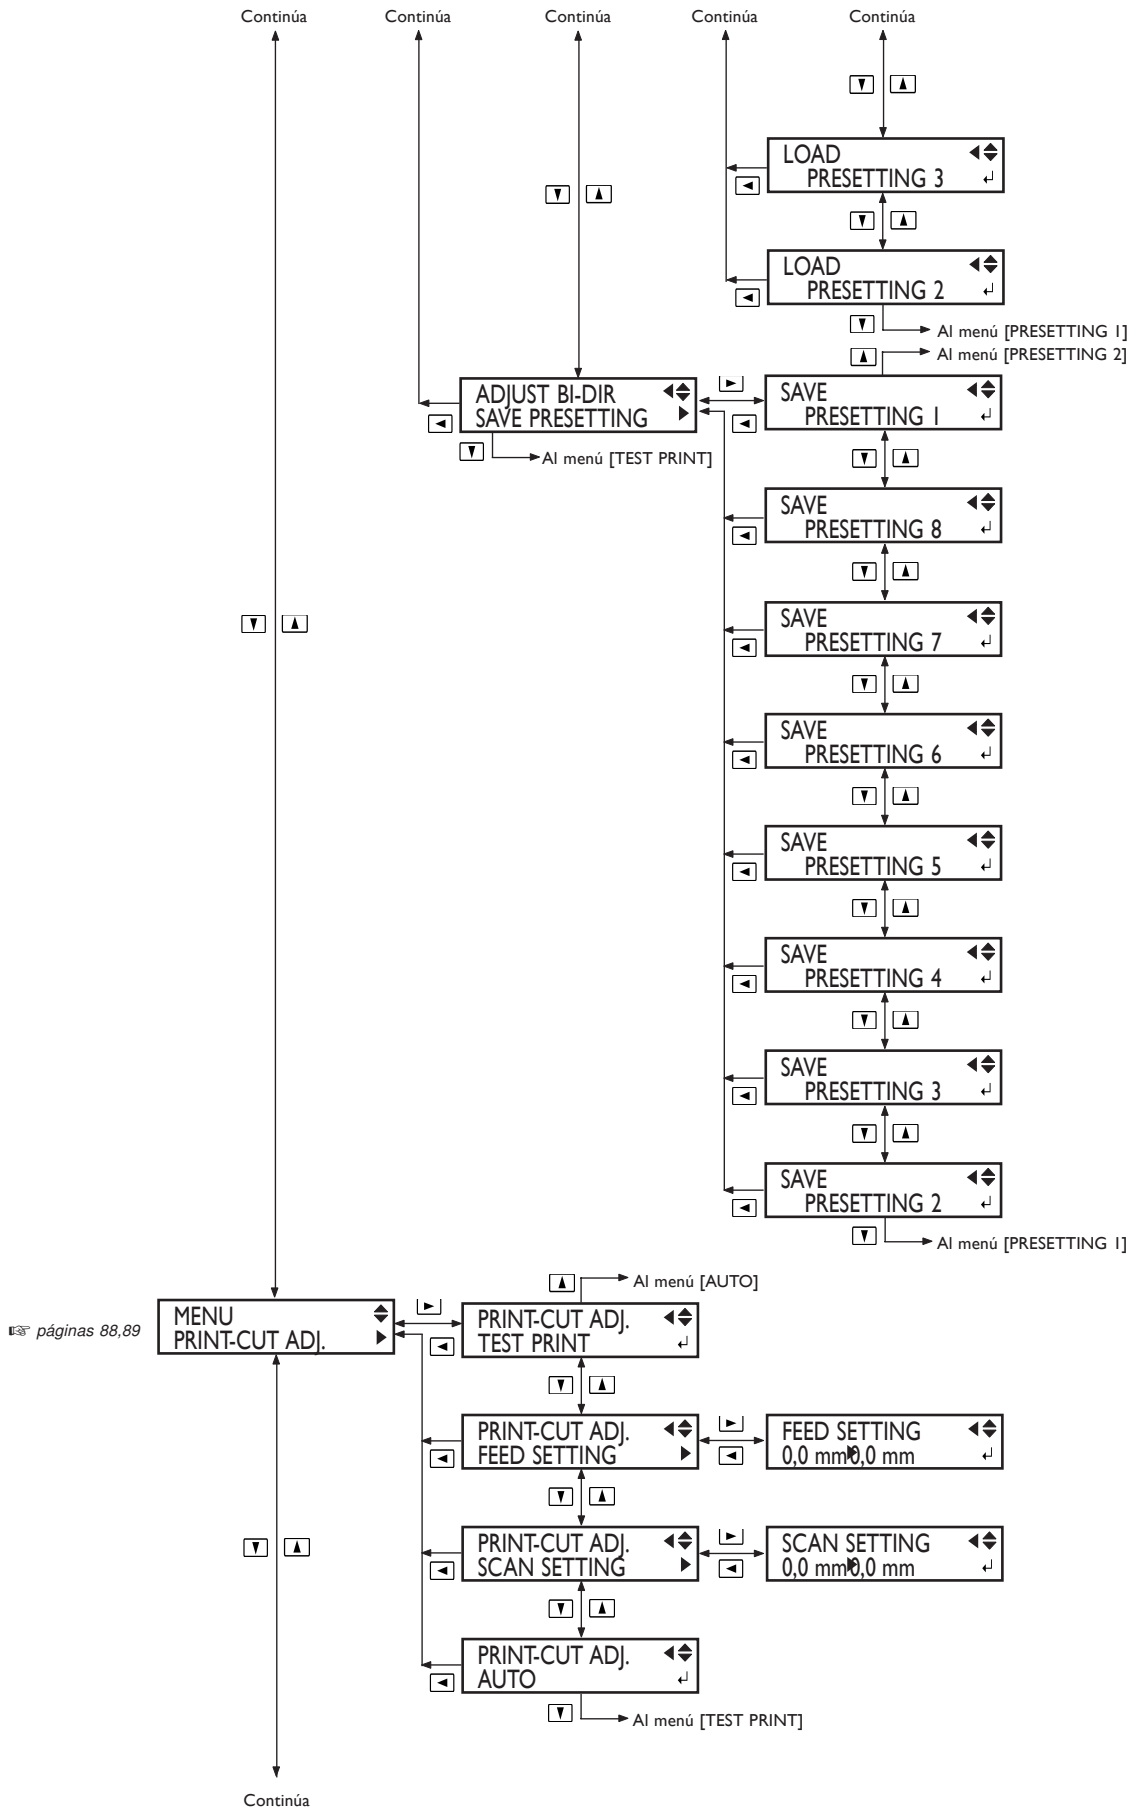 Continúa Continúa Continúa Continúa Continúa
LOAD
PRESETTING 3
LOAD
PRESETTING 2
Al menú [PRESETTING 1]
Al menú [PRESETTING 2]
ADJUST BI-DIR
SAVE PRESETTING
Al menú [TEST PRINT]
SAVE
PRESETTING 1
SAVE
PRESETTING 8
SAVE
PRESETTING 7
SAVE
PRESETTING 6
SAVE
PRESETTING 5
SAVE
PRESETTING 4
SAVE
PRESETTING 3
SAVE
PRESETTING 2
Al menú [PRESETTING 1]
páginas 88,89
MENU
PRINT-CUT ADJ.
Al menú [AUTO]
PRINT-CUT ADJ.
TEST PRINT
PRINT-CUT ADJ.
FEED SETTING
FEED SETTING
0,0 mm 0,0 mm
PRINT-CUT ADJ.
SCAN SETTING
SCAN SETTING
0,0 mm 0,0 mm
PRINT-CUT ADJ.
AUTO
Al menú [TEST PRINT]
Continúa